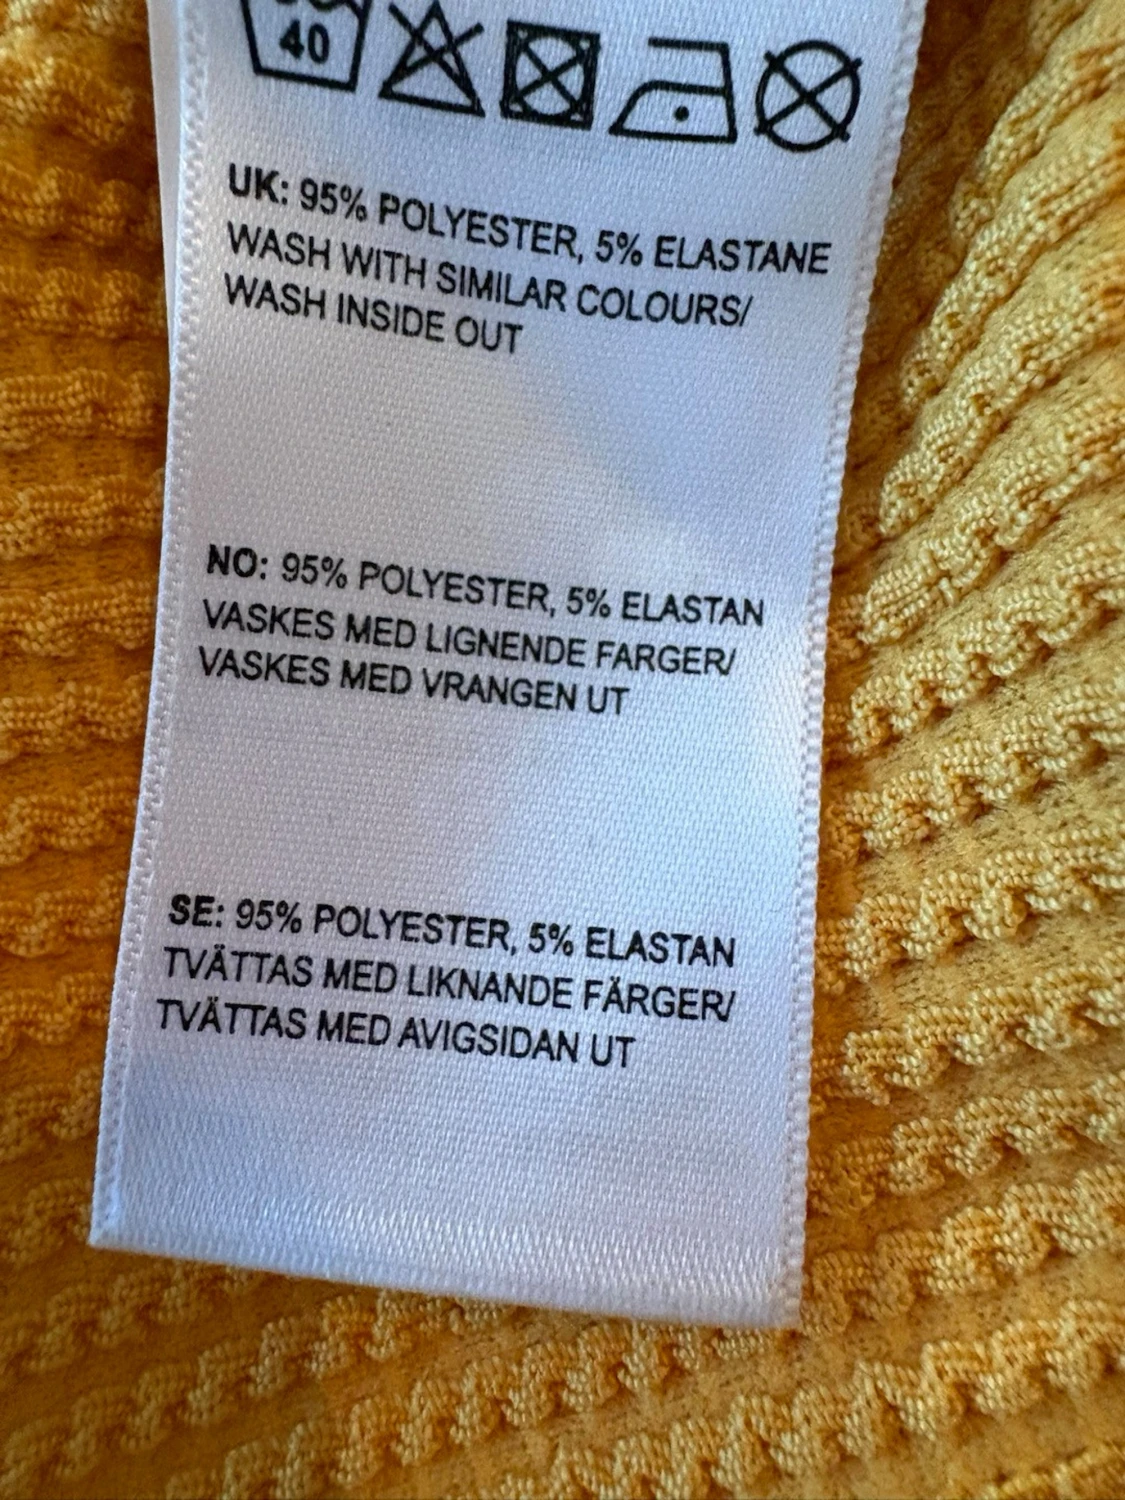 40
UK: 95% POLYESTER, 5% ELASTANE
WASH WITH SIMILAR COLOURS/
WASH INSIDE OUT
NO: 95% POLYESTER, 5% ELASTAN
VASKES MED LIGNENDE FARGER/
VASKES MED VRANGEN UT
SE: 95% POLYESTER, 5% ELASTAN
TVÄTTAS MED LIKNANDE FÄRGER/
TVÄTTAS MED AVIGSIDAN UT